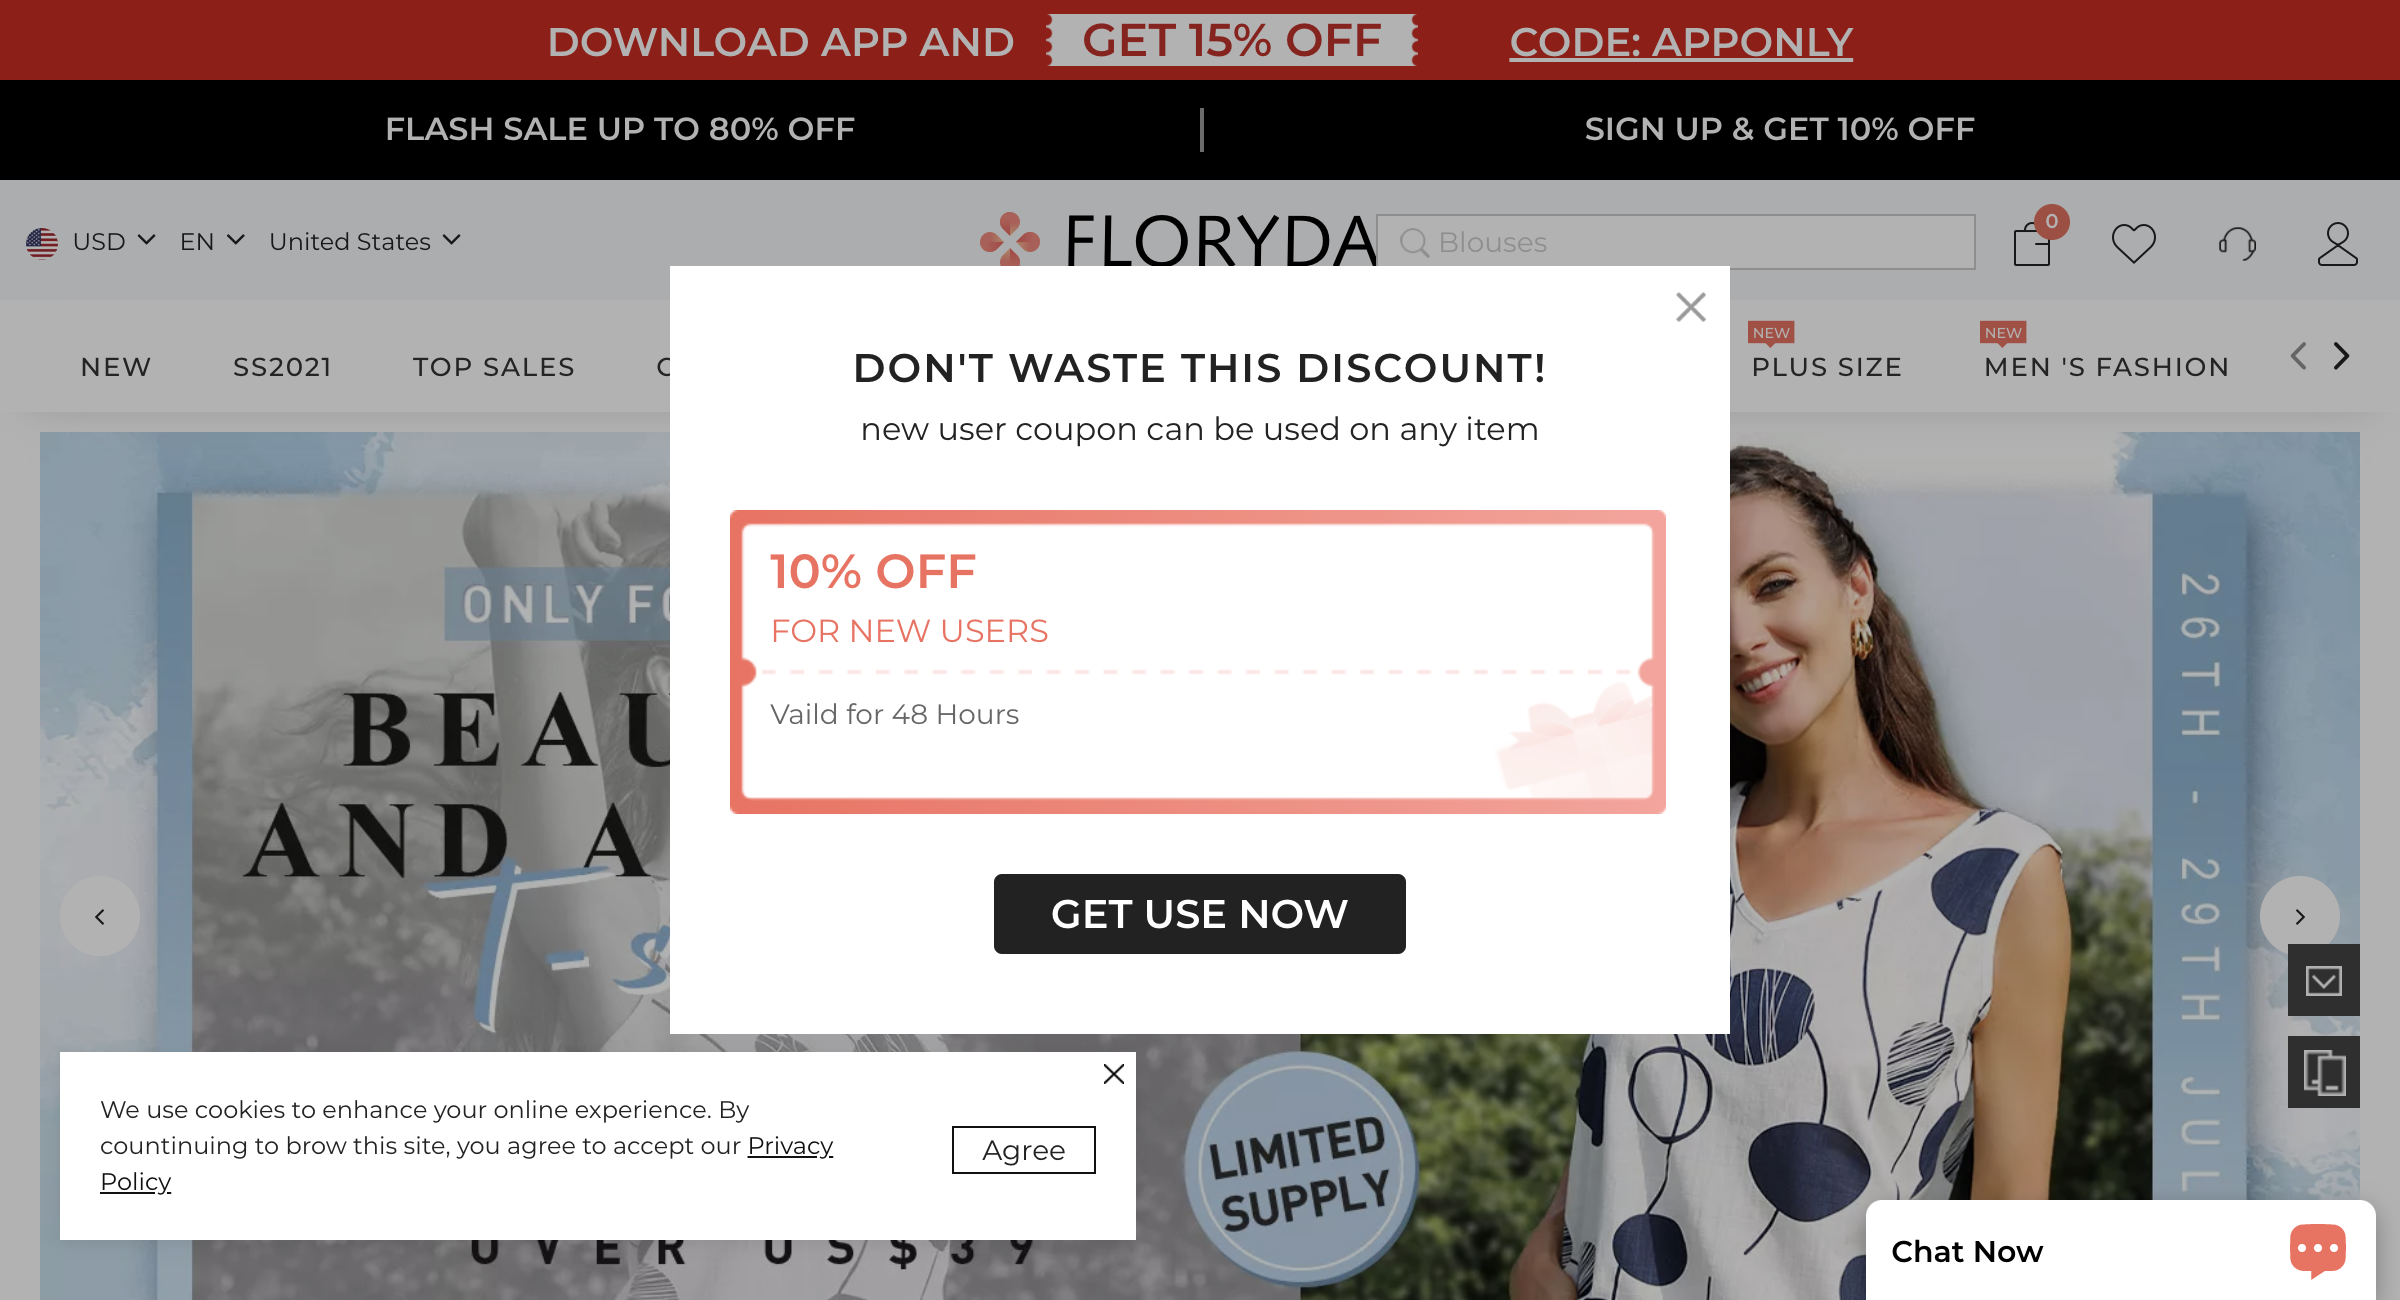 DOWNLOAD APP AND GET 15% OFF CODE: APPONLY
FLASH SALE UP TO 80% OFF
SIGN UP & GET 10% OFF
USD EN United States
FLORYDA
Blouses
0
NEW SS2021 TOP SALES
NEW
PLUS SIZE
NEW
MEN 'S FASHION
DON'T WASTE THIS DISCOUNT!
new user coupon can be used on any item
10% OFF
FOR NEW USERS
Vaild for 48 Hours
GET USE NOW
ONLY
AND
26TH - 29TH JUL
We use cookies to enhance your online experience. By
countinuing to brow this site, you agree to accept our Privacy
Policy
Agree
OVER US$39
LIMITED
SUPPLY
Chat Now